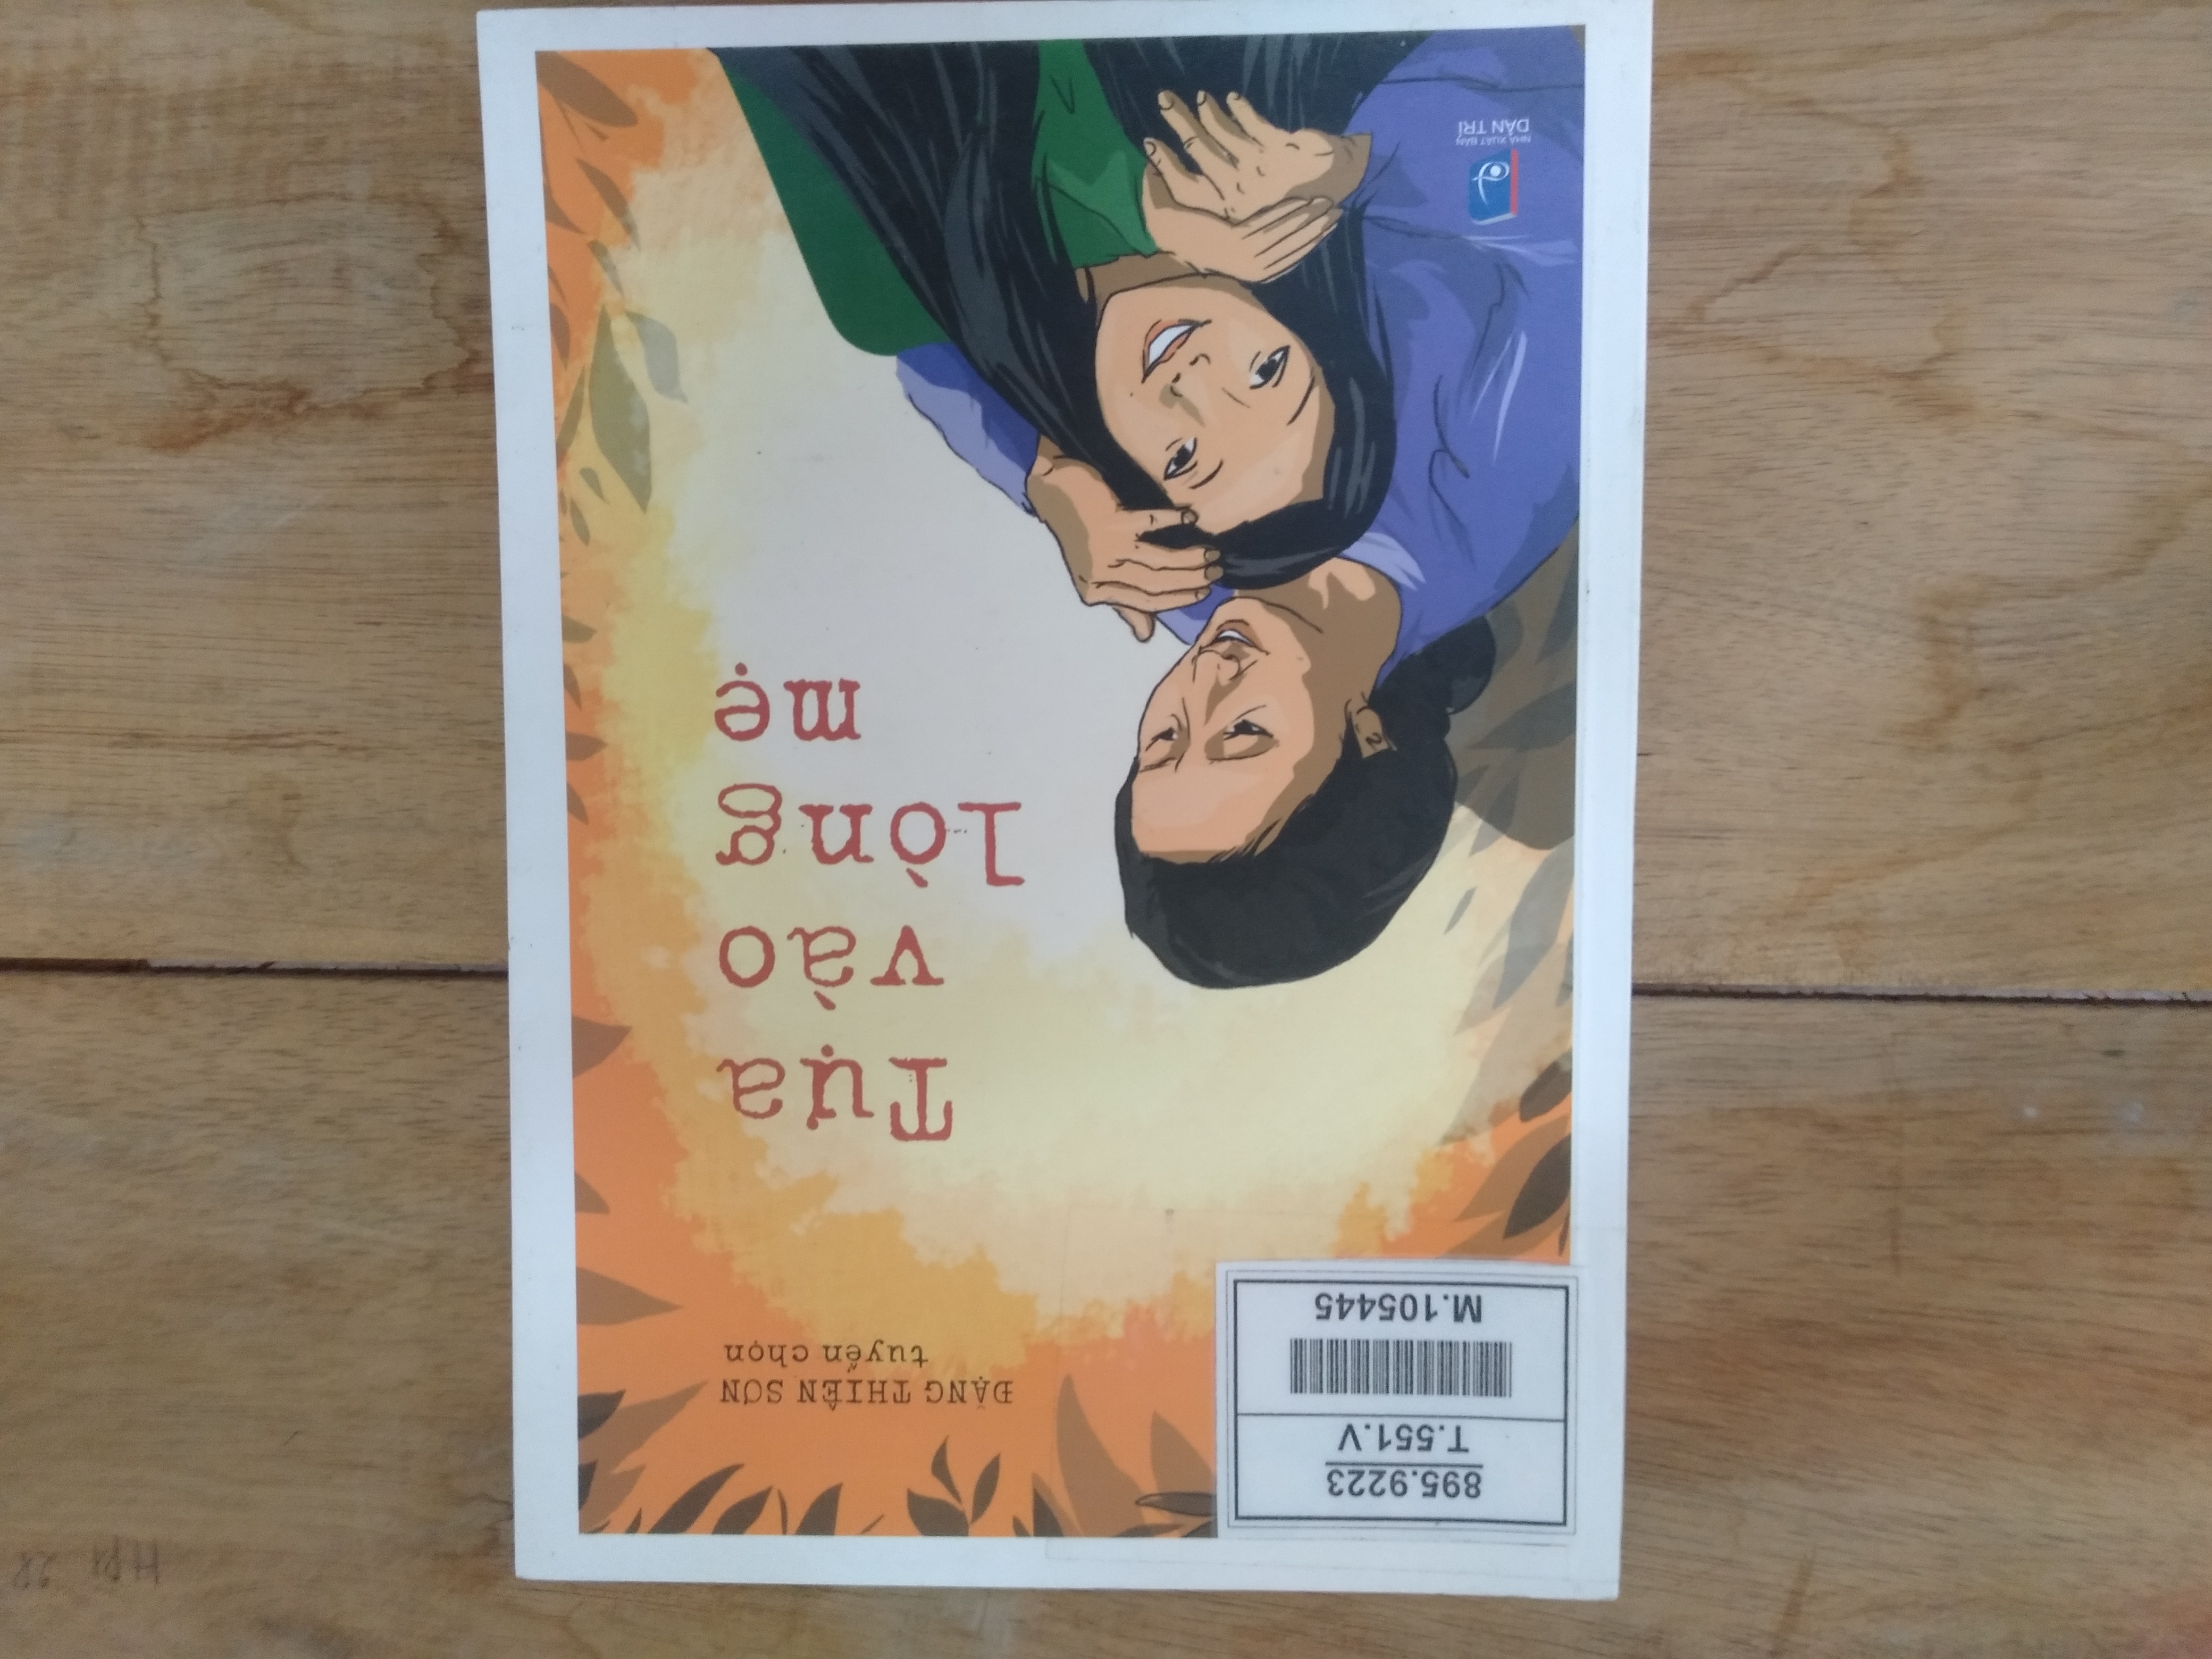 895.9223
T.551.V
M.105445
ĐẶNG THIÊN SƠN
tuyển chọn
Tựa
vào
lòng
mẹ
NHÀ XUẤT BẢN
DÂN TRÍ